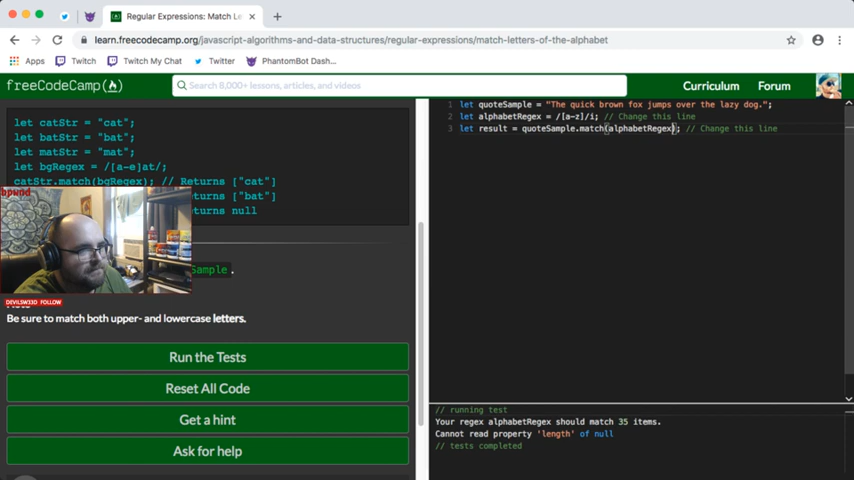 Regular Expressions: Match Le
learn.freecodecamp.org/javascript-algorithms-and-data-structures/regular-expressions/match-letters-of-the-alphabet
Apps Twitch Twitch My Chat Twitter PhantomBot Dash...
freeCodeCamp Search 8,000+ lessons, articles, and videos Curriculum Forum
let catStr = "cat";
let batStr = "bat";
let matStr = "mat";
let bgRegex = /[a-e]at/;
catStr.match(bgRegex); // Returns ["cat"]
["bat"]
eturns null
Sample.
DEVILSW33D FOLLOW
Be sure to match both upper- and lowercase letters.
Run the Tests
Reset All Code
Get a hint
Ask for help
1 let quoteSample = "The quick brown fox jumps over the lazy dog.";
2 let alphabetRegex = /[a-z]/i; // Change this line
3 let result = quoteSample.match(alphabetRegex); // Change this line
// running test
Your regex alphabetRegex should match 35 items.
Cannot read property 'length' of null
// tests completed